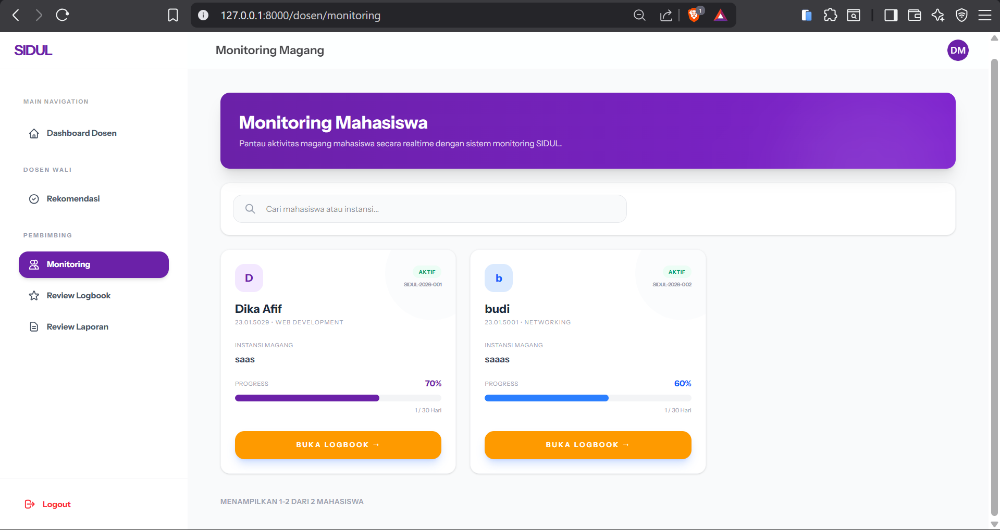 127.0.0.1:8000/dosen/monitoring
1
SIDUL
Monitoring Magang
DM
MAIN NAVIGATION
Dashboard Dosen
DOSEN WALI
Rekomendasi
PEMBIMBING
Monitoring
Review Logbook
Review Laporan
Logout
Monitoring Mahasiswa
Pantau aktivitas magang mahasiswa secara realtime dengan sistem monitoring SIDUL.
Cari mahasiswa atau instansi...
D
AKTIF
SIDUL-2026-001
Dika Afif
23.01.5029 • WEB DEVELOPMENT
INSTANSI MAGANG
saas
PROGRESS 70%
1 / 30 Hari
BUKA LOGBOOK →
b
AKTIF
SIDUL-2026-002
budi
23.01.5001 • NETWORKING
INSTANSI MAGANG
saaas
PROGRESS 60%
1 / 30 Hari
BUKA LOGBOOK →
MENAMPILKAN 1-2 DARI 2 MAHASISWA